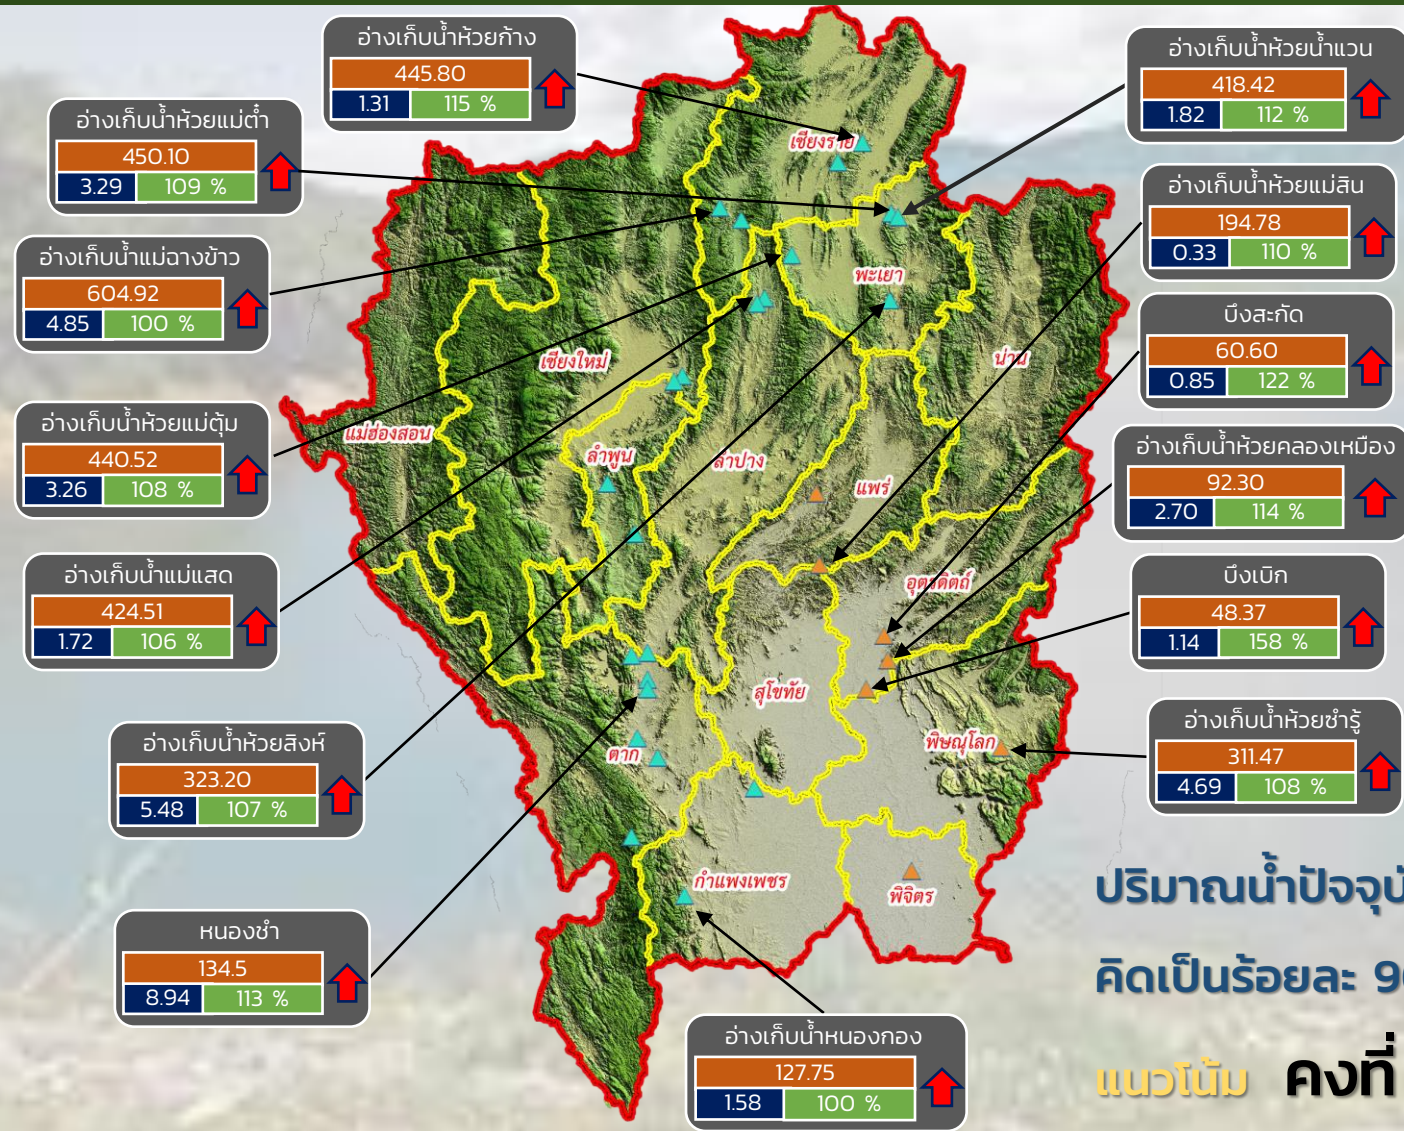 อ่างเก็บน้ำห้วยก้าง
445.80
1.31 115 %
อ่างเก็บน้ำห้วยน้ำแวน
418.42
1.82 112 %
อ่างเก็บน้ำห้วยแม่ต๋ำ
450.10
3.29 109 %
อ่างเก็บน้ำห้วยแม่สิน
194.78
0.33 110 %
อ่างเก็บน้ำแม่ฉางข้าว
604.92
4.85 100 %
บึงสะกัด
60.60
0.85 122 %
อ่างเก็บน้ำห้วยแม่ตุ้ม
440.52
3.26 108 %
อ่างเก็บน้ำห้วยคลองเหมือง
92.30
2.70 114 %
อ่างเก็บน้ำแม่แสด
424.51
1.72 106 %
บึงเบิก
48.37
1.14 158 %
อ่างเก็บน้ำห้วยสิงห์
323.20
5.48 107 %
อ่างเก็บน้ำห้วยซำรู้
311.47
4.69 108 %
หนองซำ
134.5
8.94 113 %
อ่างเก็บน้ำหนองกอง
127.75
1.58 100 %
เชียงราย
พะเยา
น่าน
เชียงใหม่
แม่ฮ่องสอน
ลำพูน
ลำปาง
แพร่
อุตรดิตถ์
สุโขทัย
ตาก
พิษณุโลก
กำแพงเพชร
พิจิตร
ปริมาณน้ำปัจจุบั
คิดเป็นร้อยละ 9
แนวโน้ม คงที่